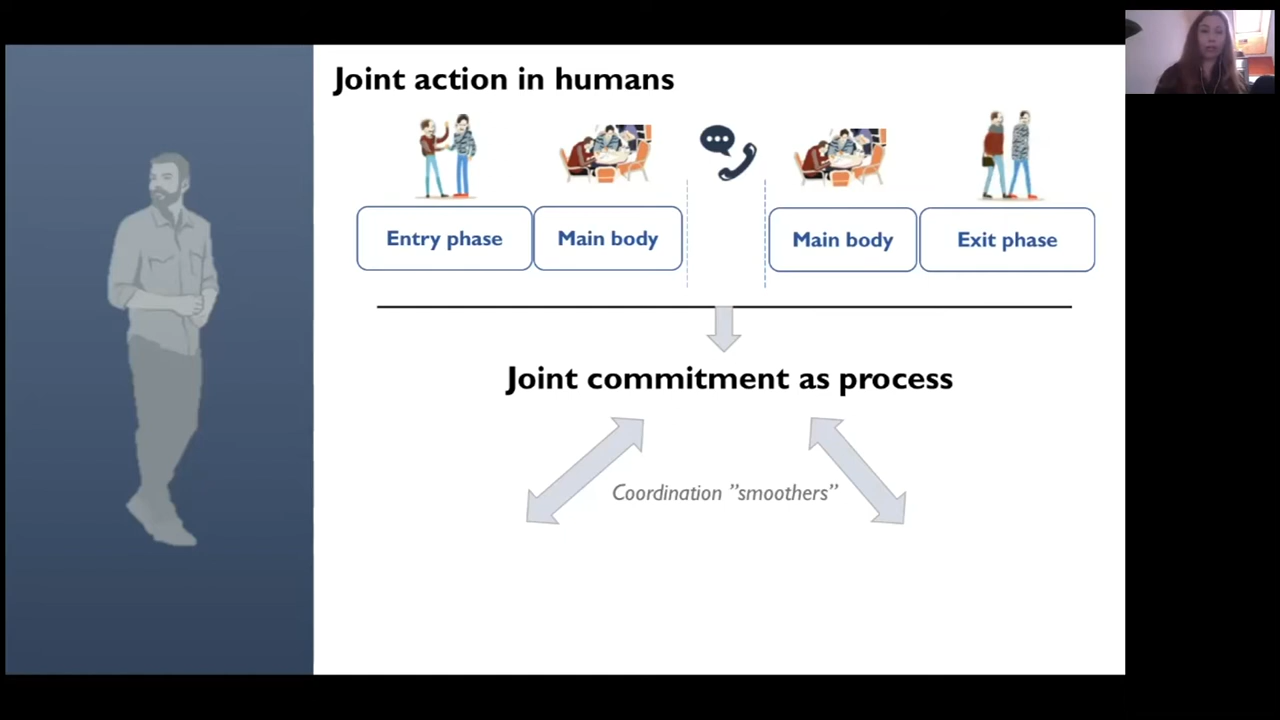 Joint action in humans
Entry phase
Main body
Main body
Exit phase
Joint commitment as process
Coordination ”smoothers”